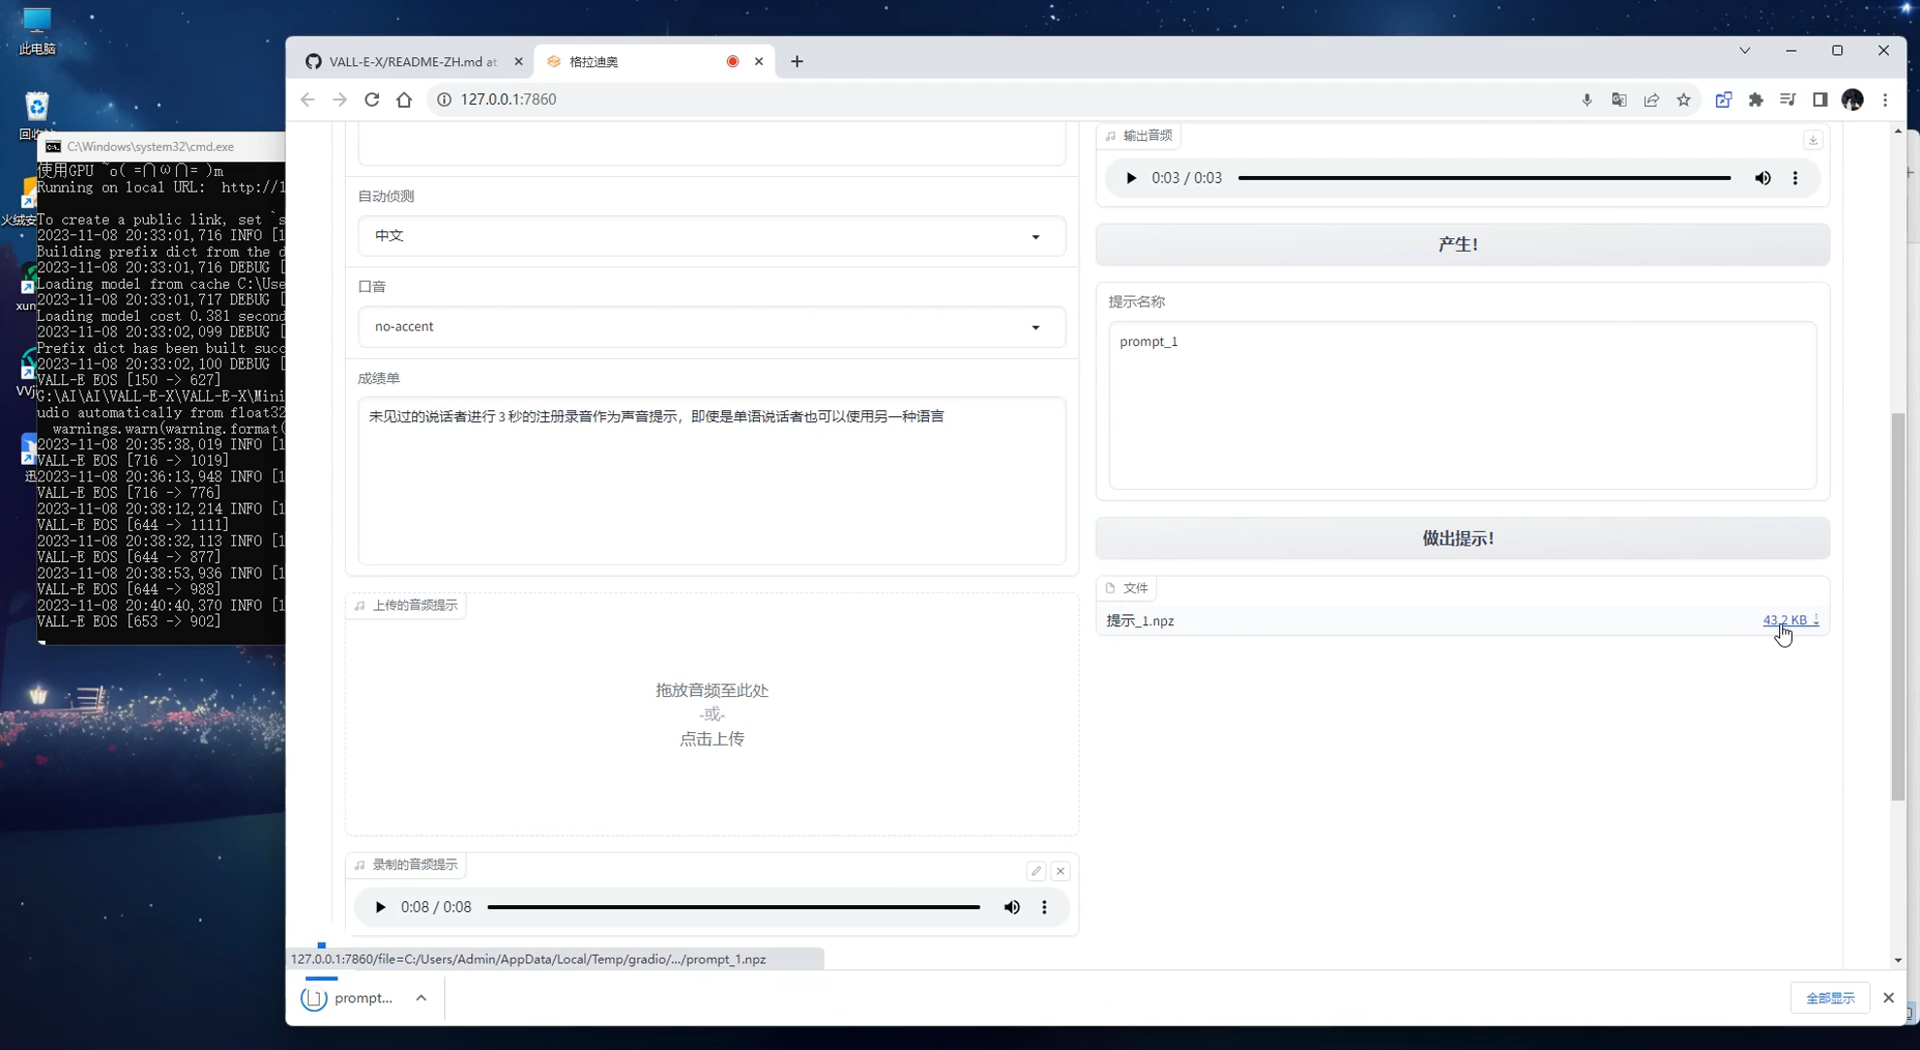 此电脑
VALL-E-X/README-ZH.md at
格拉迪奥
127.0.0.1:7860
C:\Windows\system32\cmd.exe
使用GPU ~o( =∩ω∩= )m
Running on local URL:  http://1
To create a public link, set `s
2023-11-08 20:33:01,716 INFO [1
Building prefix dict from the d
2023-11-08 20:33:01,716 DEBUG [
Loading model from cache C:\Use
2023-11-08 20:33:01,717 DEBUG [
Loading model cost 0.381 second
2023-11-08 20:33:02,099 DEBUG [
Prefix dict has been built succ
2023-11-08 20:33:02,100 DEBUG [
VALL-E EOS [150 -> 627]
G:\AI\AI\VALL-E-X\VALL-E-X\Mini
udio automatically from float32
warnings.warn(warning.format(
2023-11-08 20:35:38,019 INFO [1
VALL-E EOS [716 -> 1019]
2023-11-08 20:36:13,948 INFO [1
VALL-E EOS [716 -> 776]
2023-11-08 20:38:12,214 INFO [1
VALL-E EOS [644 -> 1111]
2023-11-08 20:38:32,113 INFO [1
VALL-E EOS [644 -> 877]
2023-11-08 20:38:53,936 INFO [1
VALL-E EOS [644 -> 988]
2023-11-08 20:40:40,370 INFO [1
VALL-E EOS [653 -> 902]
自动侦测
中文
口音
no-accent
成绩单
未见过的说话者进行 3 秒的注册录音作为声音提示，即使是单语说话者也可以使用另一种语言
上传的音频提示
拖放音频至此处
-或-
点击上传
录制的音频提示
0:08 / 0:08
输出音频
0:03 / 0:03
产生！
提示名称
prompt_1
做出提示！
文件
提示_1.npz
43.2 KB ⇣
127.0.0.1:7860/file=C:/Users/Admin/AppData/Local/Temp/gradio/.../prompt_1.npz
prompt...
全部显示